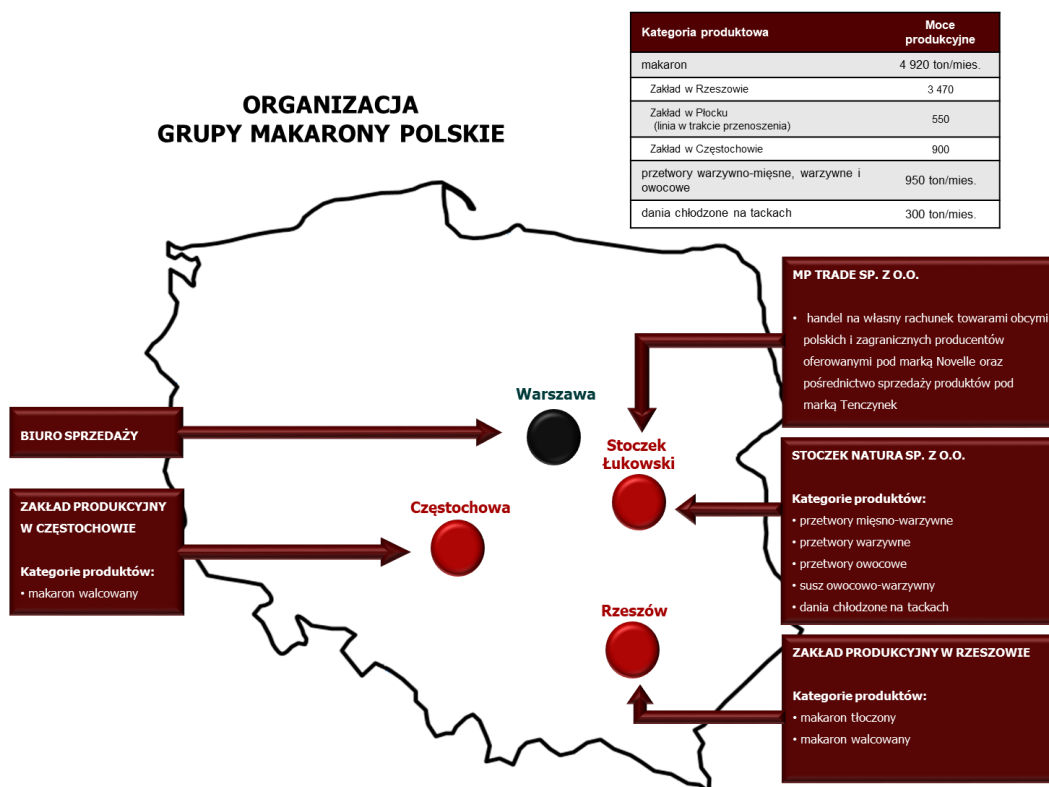 ORGANIZACJA
GRUPY MAKARONY POLSKIE
Kategoria produktowa
Moce
produkcyjne
makaron
4 920 ton/mies.
Zakład w Rzeszowie
3 470
Zakład w Płocku
(linia w trakcie przenoszenia)
550
Zakład w Częstochowie
900
przetwory warzywno-mięsne, warzywne i
owocowe
950 ton/mies.
dania chłodzone na tackach
300 ton/mies.
MP TRADE SP. Z O.O.
• handel na własny rachunek towarami obcymi
polskich i zagranicznych producentów
oferowanymi pod marką Novelle oraz
pośrednictwo sprzedaży produktów pod
marką Tenczynek
Warszawa
BIURO SPRZEDAŻY
Stoczek
Łukowski
STOCZEK NATURA SP. Z O.O.
Kategorie produktów:
• przetwory mięsno-warzywne
• przetwory warzywne
• przetwory owocowe
• susz owocowo-warzywny
• dania chłodzone na tackach
ZAKŁAD PRODUKCYJNY
W CZĘSTOCHOWIE
Kategorie produktów:
• makaron walcowany
Częstochowa
Rzeszów
ZAKŁAD PRODUKCYJNY W RZESZOWIE
Kategorie produktów:
• makaron tłoczony
• makaron walcowany